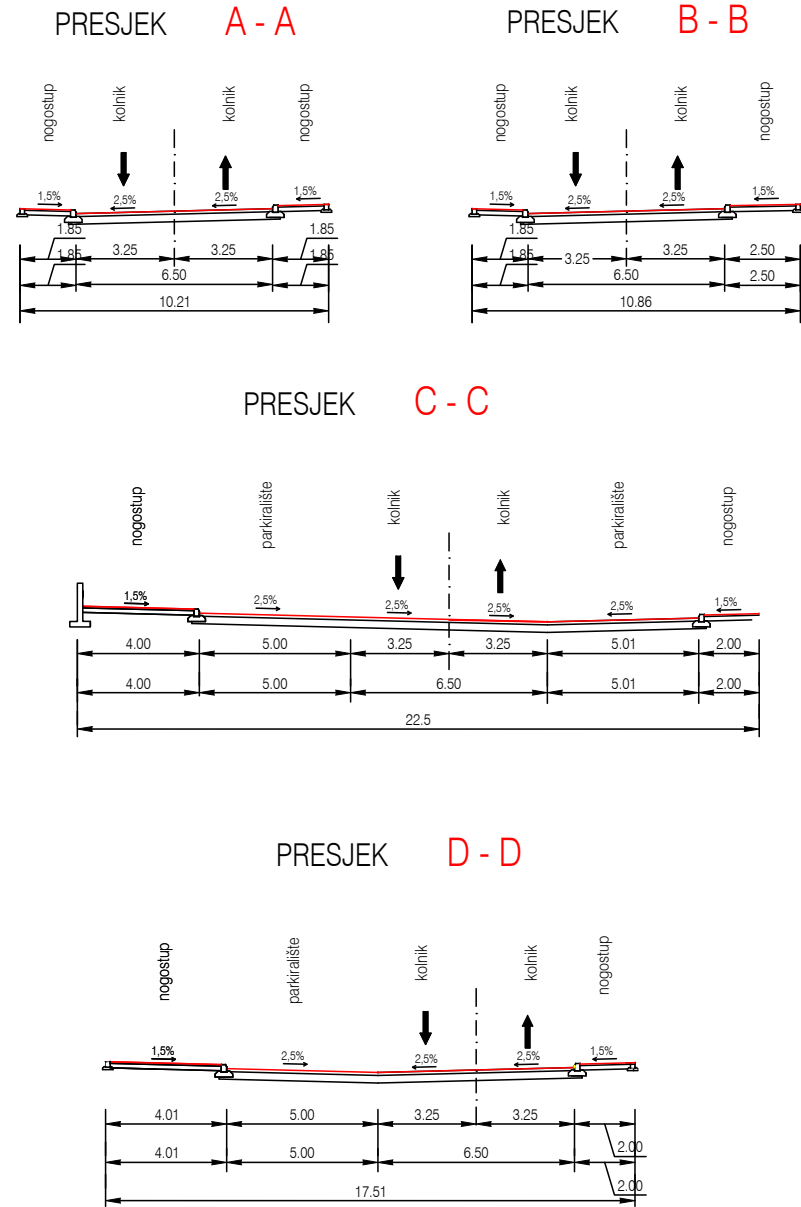 PRESJEK A - A
nogostup kolnik kolnik nogostup
1,5% 2,5% 2,5% 1,5%
1.85 3.25 3.25 1.85
1.85 6.50 1.85
10.21
PRESJEK B - B
nogostup kolnik kolnik nogostup
1,5% 2,5% 2,5% 1,5%
1.85 3.25 3.25 2.50
1.85 6.50 2.50
10.86
PRESJEK C - C
nogostup parkiralište kolnik kolnik parkiralište nogostup
1,5% 2,5% 2,5% 2,5% 2,5% 1,5%
4.00 5.00 3.25 3.25 5.01 2.00
4.00 5.00 6.50 5.01 2.00
22.5
PRESJEK D - D
nogostup parkiralište kolnik kolnik nogostup
1,5% 2,5% 2,5% 2,5% 1,5%
4.01 5.00 3.25 3.25 2.00
4.01 5.00 6.50 2.00
17.51